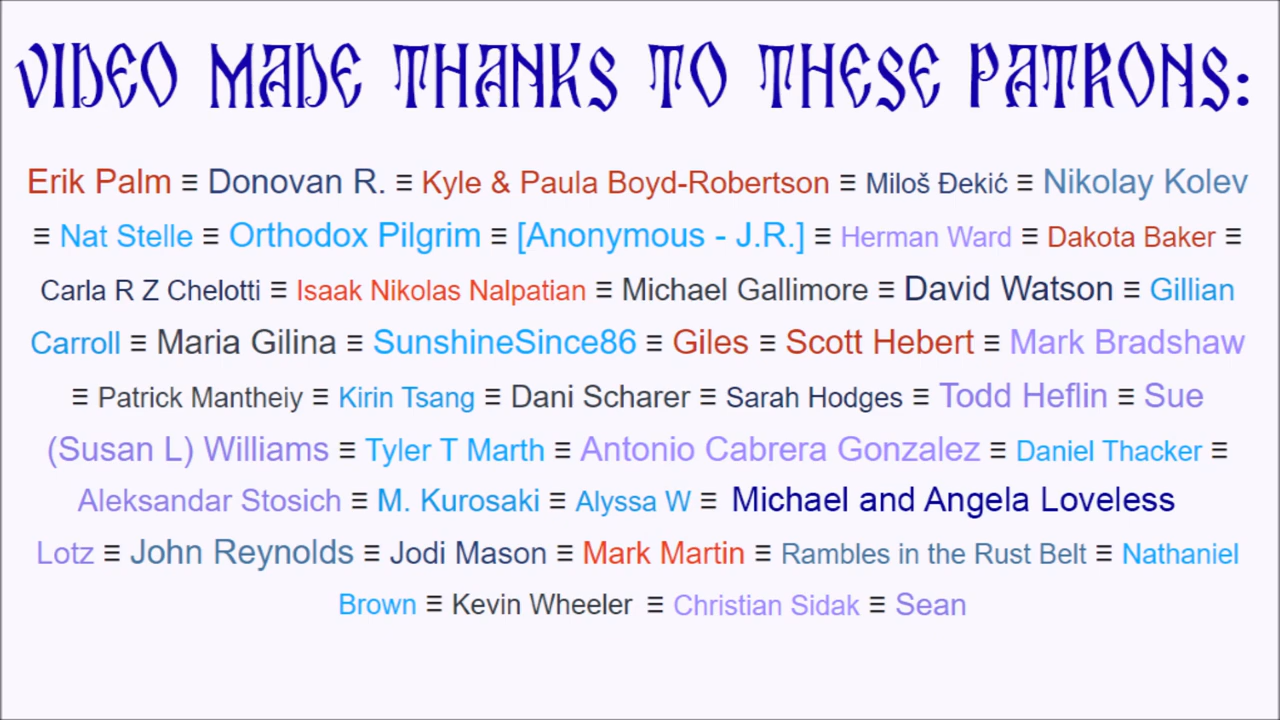 VIDEO MADE THANKS TO THESE PATRONS:
Erik Palm ≡ Donovan R. ≡ Kyle & Paula Boyd-Robertson ≡ Miloš Đekić ≡ Nikolay Kolev
≡ Nat Stelle ≡ Orthodox Pilgrim ≡ [Anonymous - J.R.] ≡ Herman Ward ≡ Dakota Baker ≡
Carla R Z Chelotti ≡ Isaak Nikolas Nalpatian ≡ Michael Gallimore ≡ David Watson ≡ Gillian
Carroll ≡ Maria Gilina ≡ SunshineSince86 ≡ Giles ≡ Scott Hebert ≡ Mark Bradshaw
≡ Patrick Mantheiy ≡ Kirin Tsang ≡ Dani Scharer ≡ Sarah Hodges ≡ Todd Heflin ≡ Sue
(Susan L) Williams ≡ Tyler T Marth ≡ Antonio Cabrera Gonzalez ≡ Daniel Thacker ≡
Aleksandar Stosich ≡ M. Kurosaki ≡ Alyssa W ≡ Michael and Angela Loveless
Lotz ≡ John Reynolds ≡ Jodi Mason ≡ Mark Martin ≡ Rambles in the Rust Belt ≡ Nathaniel
Brown ≡ Kevin Wheeler ≡ Christian Sidak ≡ Sean